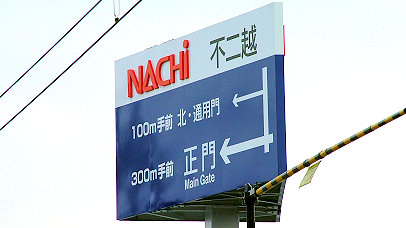 NACHi 不二越
100m手前 北・通用門
300m手前 正門
Main Gate